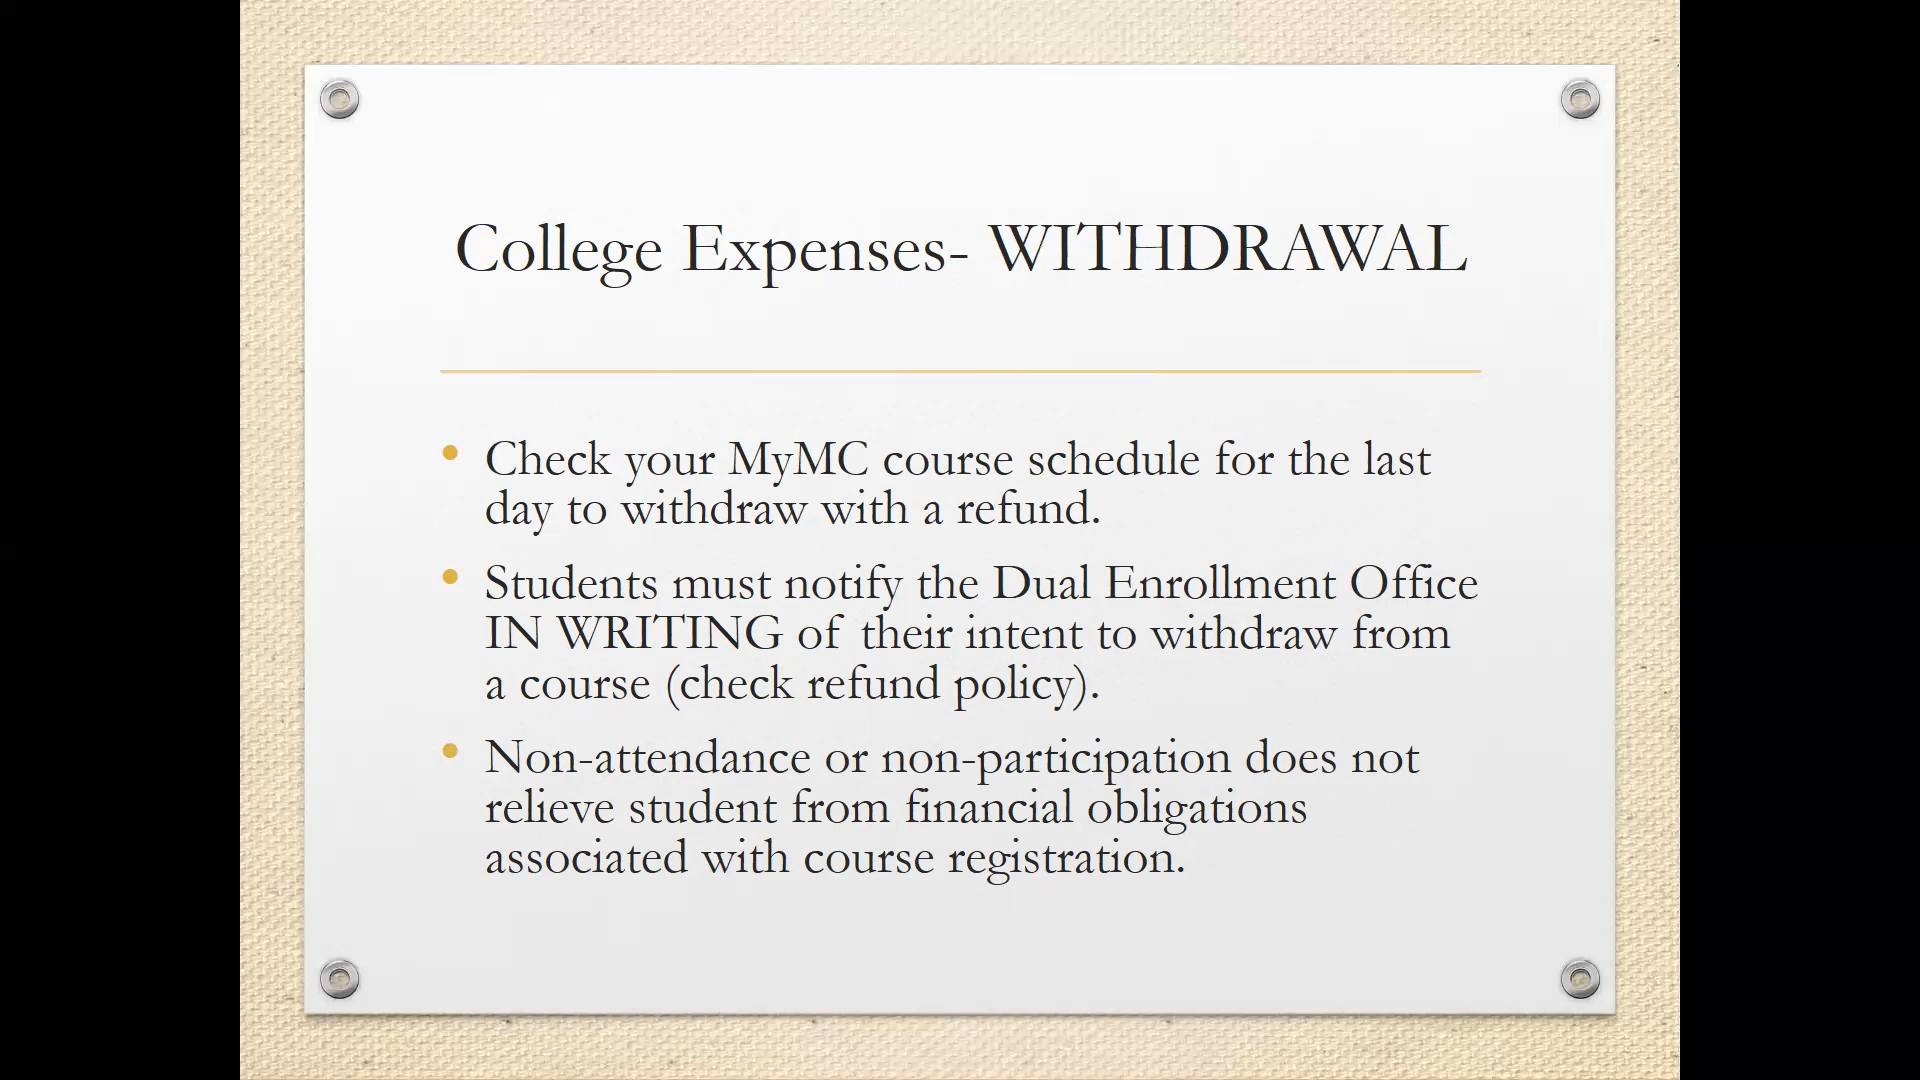 College Expenses- WITHDRAWAL
• Check your MyMC course schedule for the last
day to withdraw with a refund.
• Students must notify the Dual Enrollment Office
IN WRITING of their intent to withdraw from
a course (check refund policy).
• Non-attendance or non-participation does not
relieve student from financial obligations
associated with course registration.